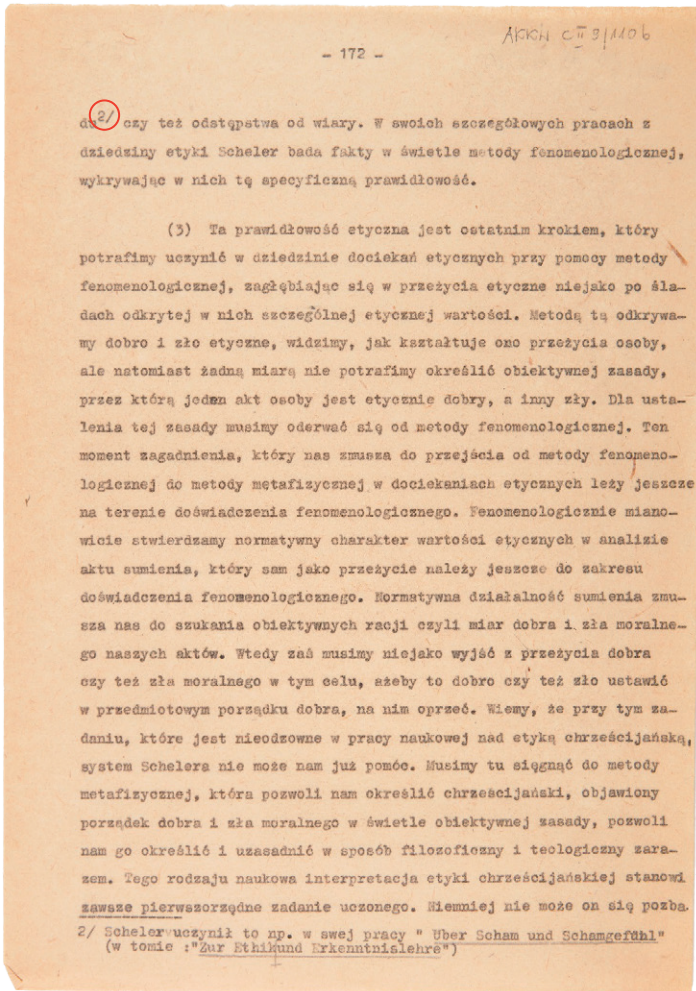 AKKW C II 9/110b
- 172 -
du2/ czy też odstępstwa od wiary. W swoich szczegółowych pracach z
dziedziny etyki Scheler bada fakty w świetle metody fenomenologicznej,
wykrywając w nich tę specyficzną prawidłowość.
(3) Ta prawidłowość etyczna jest ostatnim krokiem, który
potrafimy uczynić w dziedzinie dociekań etycznych przy pomocy metody
fenomenologicznej, zagłębiając się w przeżycia etyczne niejako po śla-
dach odkrytej w nich szczególnej etycznej wartości. Metodą tą odkrywa-
my dobro i zło etyczne, widzimy, jak kształtuje ono przeżycia osoby,
ale natomiast żadną miarą nie potrafimy określić obiektywnej zasady,
przez którą jeden akt osoby jest etycznie dobry, a inny zły. Dla usta-
lenia tej zasady musimy oderwać się od metody fenomenologicznej. Ten
moment zagadnienia, który nas zmusza do przejścia od metody fenomeno-
logicznej do metody metafizycznej w dociekaniach etycznych leży jeszcze
na terenie doświadczenia fenomenologicznego. Fenomenologicznie miano-
wicie stwierdzamy normatywny charakter wartości etycznych w analizie
aktu sumienia, który sam jako przeżycie należy jeszcze do zakresu
doświadczenia fenomenologicznego. Normatywna działalność sumienia zmu-
sza nas do szukania obiektywnych racji czyli miar dobra i zła moralne-
go naszych aktów. Wtedy zaś musimy niejako wyjść z przeżycia dobra
czy też zła moralnego w tym celu, ażeby to dobro czy też zło ustawić
w przedmiotowym porządku dobra, na nim oprzeć. Wiemy, że przy tym za-
daniu, które jest nieodzowne w pracy naukowej nad etyką chrześcijańską,
system Schelera nie może nam już pomóc. Musimy tu sięgnąć do metody
metafizycznej, która pozwoli nam określić chrześcijański, objawiony
porządek dobra i zła moralnego w świetle obiektywnej zasady, pozwoli
nam go określić i uzasadnić w sposób filozoficzny i teologiczny zara-
zem. Tego rodzaju naukowa interpretacja etyki chrześcijańskiej stanowi
zawsze pierwszorzędne zadanie uczonego. Niemniej nie może on się pozba-
2/ Scheler uczynił to np. w swej pracy " Über Scham und Schamgefühl"
(w tomie :"Zur Ethik und Erkenntnislehre")